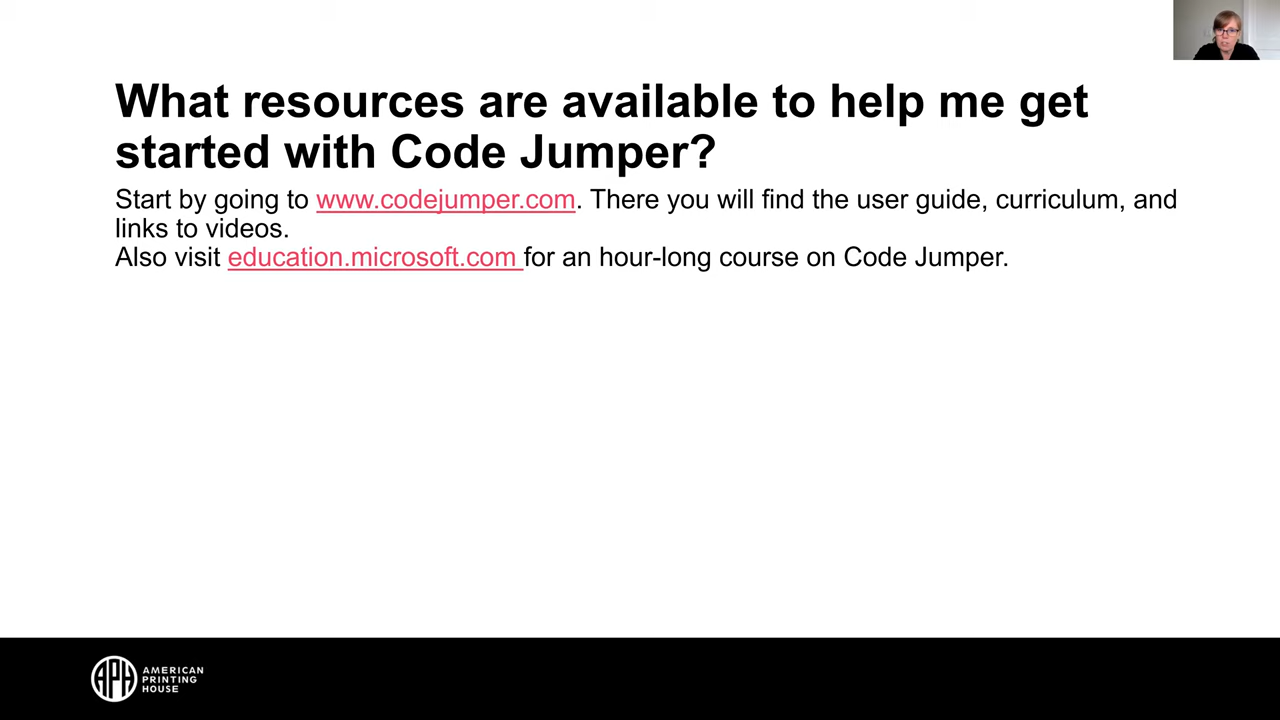 What resources are available to help me get
started with Code Jumper?
Start by going to www.codejumper.com. There you will find the user guide, curriculum, and
links to videos.
Also visit education.microsoft.com for an hour-long course on Code Jumper.
APH
AMERICAN
PRINTING
HOUSE